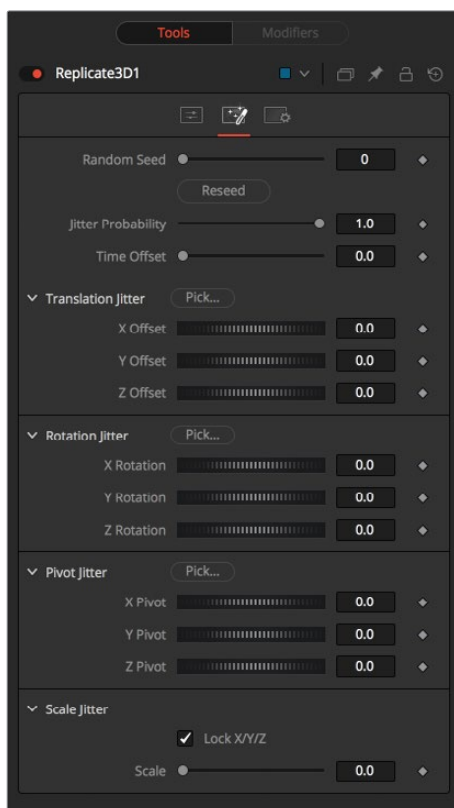 Tools Modifiers
Replicate3D1
Random Seed 0
Reseed
Jitter Probability 1.0
Time Offset 0.0
Translation Jitter Pick...
X Offset 0.0
Y Offset 0.0
Z Offset 0.0
Rotation Jitter Pick...
X Rotation 0.0
Y Rotation 0.0
Z Rotation 0.0
Pivot Jitter Pick...
X Pivot 0.0
Y Pivot 0.0
Z Pivot 0.0
Scale Jitter
Lock X/Y/Z
Scale 0.0